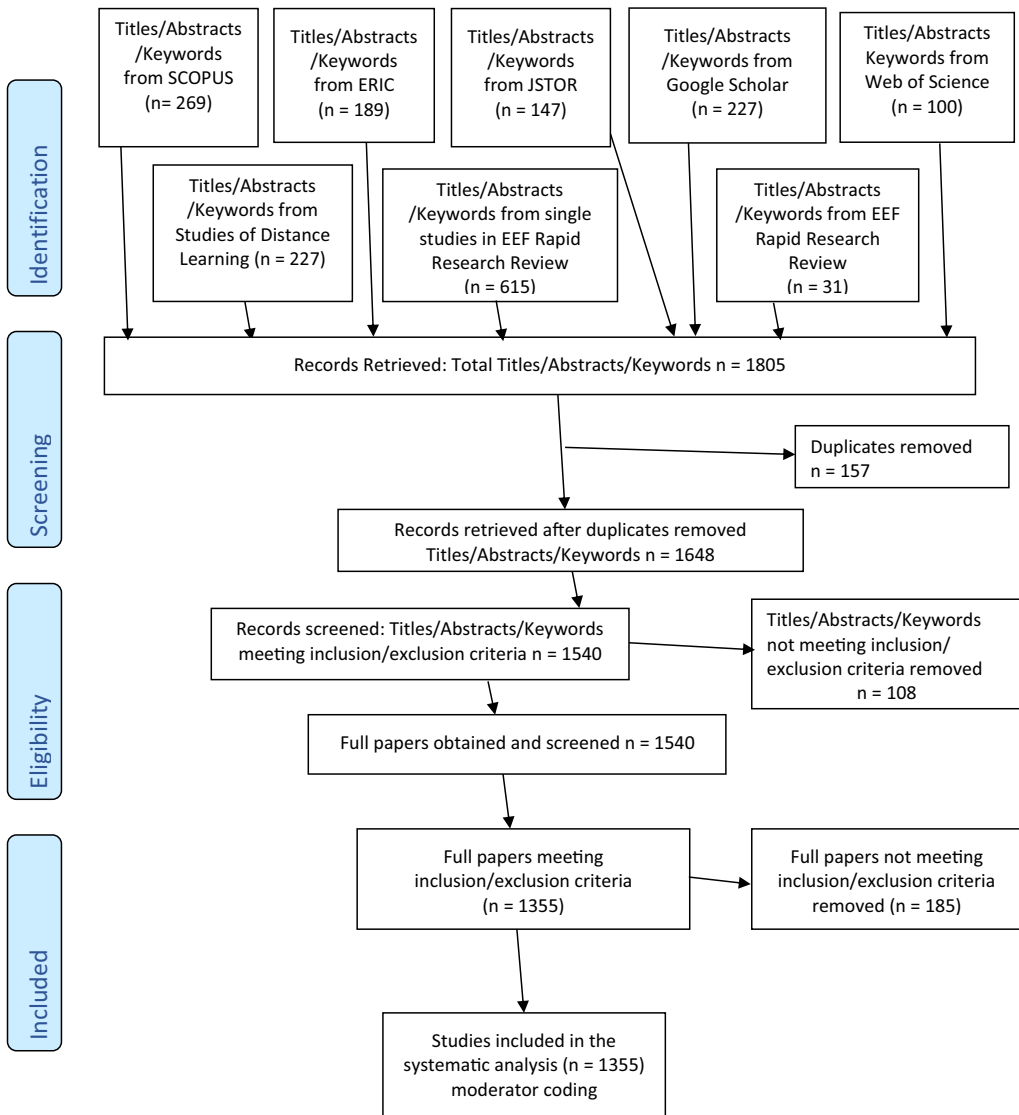 Titles/Abstracts
/Keywords
from SCOPUS
(n= 269)
Titles/Abstracts
/Keywords
from ERIC
(n = 189)
Titles/Abstracts
/Keywords
from JSTOR
(n = 147)
Titles/Abstracts
/Keywords from
Google Scholar
(n = 227)
Titles/Abstracts
Keywords from
Web of Science
(n = 100)
Identification
Titles/Abstracts
/Keywords from
Studies of Distance
Learning (n = 227)
Titles/Abstracts
/Keywords from single
studies in EEF Rapid
Research Review
(n = 615)
Titles/Abstracts
/Keywords from EEF
Rapid Research
Review
(n = 31)
Screening
Records Retrieved: Total Titles/Abstracts/Keywords n = 1805
Duplicates removed
n = 157
Records retrieved after duplicates removed
Titles/Abstracts/Keywords n = 1648
Eligibility
Records screened: Titles/Abstracts/Keywords
meeting inclusion/exclusion criteria n = 1540
Titles/Abstracts/Keywords
not meeting inclusion/
exclusion criteria removed
n = 108
Full papers obtained and screened n = 1540
Included
Full papers meeting
inclusion/exclusion criteria
(n = 1355)
Full papers not meeting
inclusion/exclusion criteria
removed (n = 185)
Studies included in the
systematic analysis (n = 1355)
moderator coding